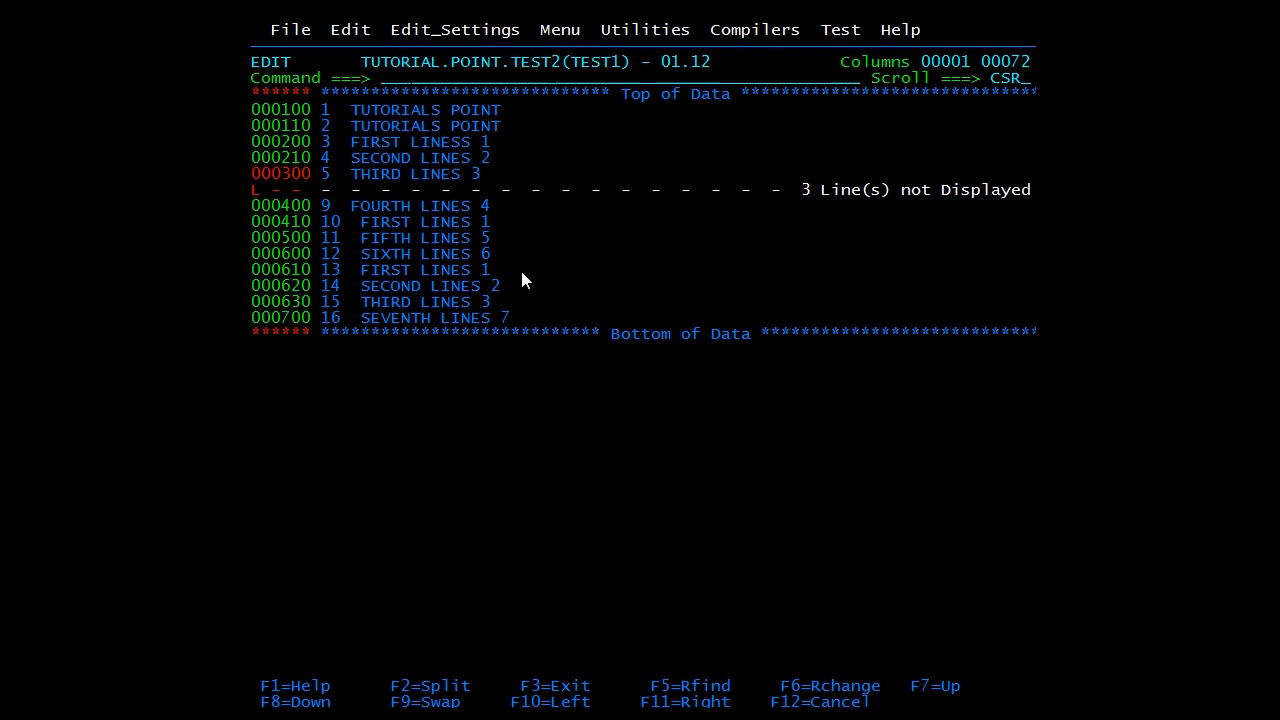 File  Edit  Edit_Settings  Menu  Utilities  Compilers  Test  Help
EDIT       TUTORIAL.POINT.TEST2(TEST1) - 01.12             Columns 00001 00072
Command ===>                                                  Scroll ===> CSR
****** ***************************** Top of Data ******************************
000100 1  TUTORIALS POINT
000110 2  TUTORIALS POINT
000200 3  FIRST LINESS 1
000210 4  SECOND LINES 2
000300 5  THIRD LINES 3
L - -  -  -  -  -  -  -  -  -  -  -  -  -  -  -  -  -  3 Line(s) not Displayed
000400 9  FOURTH LINES 4
000410 10  FIRST LINES 1
000500 11  FIFTH LINES 5
000600 12  SIXTH LINES 6
000610 13  FIRST LINES 1
000620 14  SECOND LINES 2
000630 15  THIRD LINES 3
000700 16  SEVENTH LINES 7
****** **************************** Bottom of Data ****************************
F1=Help      F2=Split     F3=Exit      F5=Rfind     F6=Rchange   F7=Up
F8=Down      F9=Swap     F10=Left     F11=Right    F12=Cancel